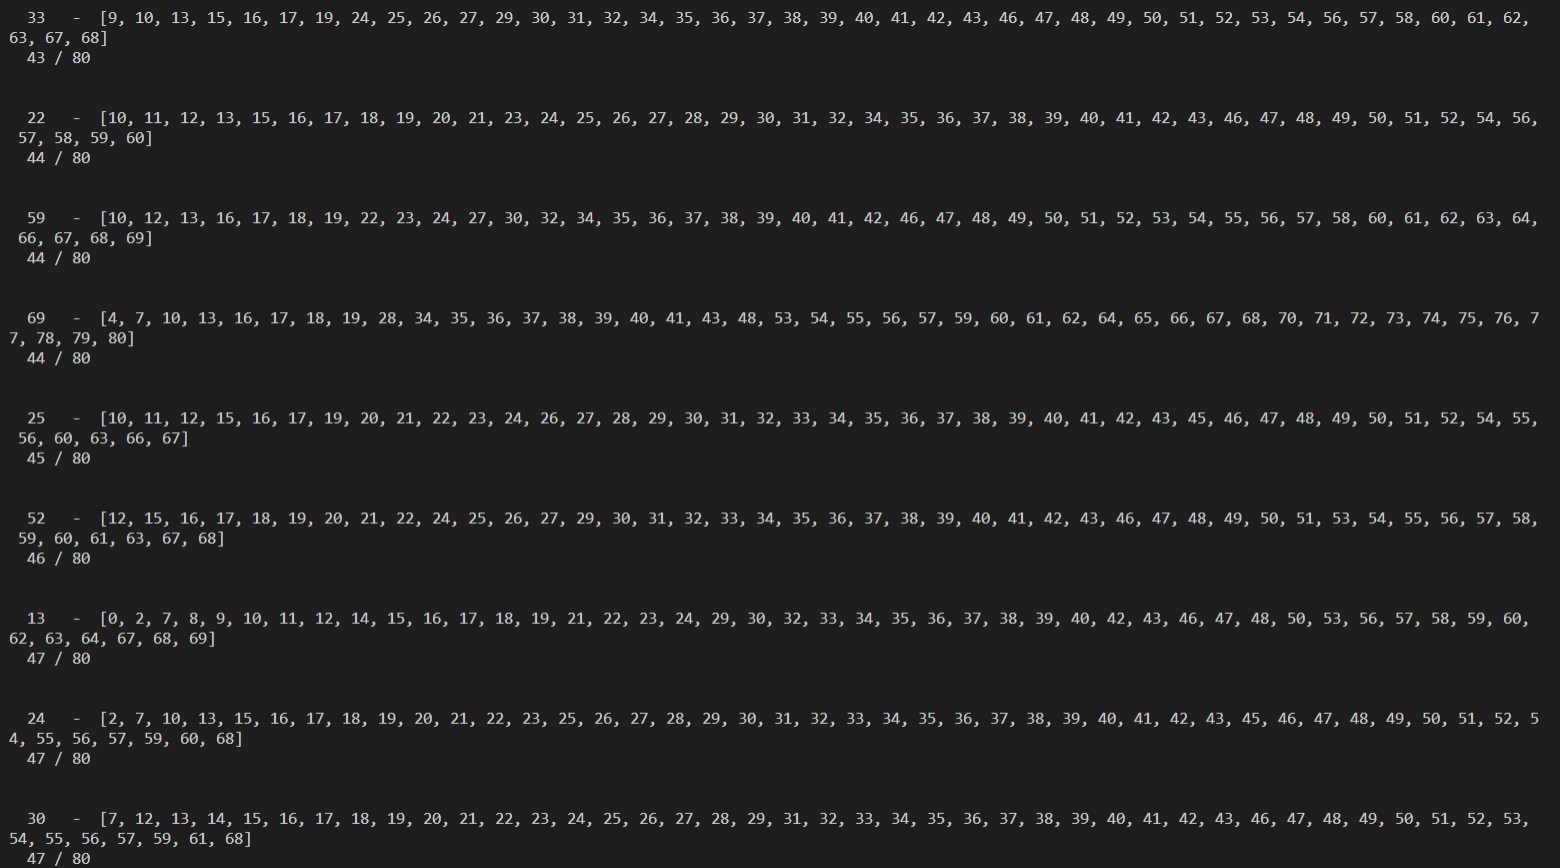 33 - [9, 10, 13, 15, 16, 17, 19, 24, 25, 26, 27, 29, 30, 31, 32, 34, 35, 36, 37, 38, 39, 40, 41, 42, 43, 46, 47, 48, 49, 50, 51, 52, 53, 54, 56, 57, 58, 60, 61, 62,
63, 67, 68]
43 / 80
22 - [10, 11, 12, 13, 15, 16, 17, 18, 19, 20, 21, 23, 24, 25, 26, 27, 28, 29, 30, 31, 32, 34, 35, 36, 37, 38, 39, 40, 41, 42, 43, 46, 47, 48, 49, 50, 51, 52, 54, 56,
57, 58, 59, 60]
44 / 80
59 - [10, 12, 13, 16, 17, 18, 19, 22, 23, 24, 27, 30, 32, 34, 35, 36, 37, 38, 39, 40, 41, 42, 46, 47, 48, 49, 50, 51, 52, 53, 54, 55, 56, 57, 58, 60, 61, 62, 63, 64,
66, 67, 68, 69]
44 / 80
69 - [4, 7, 10, 13, 16, 17, 18, 19, 28, 34, 35, 36, 37, 38, 39, 40, 41, 43, 48, 53, 54, 55, 56, 57, 59, 60, 61, 62, 64, 65, 66, 67, 68, 70, 71, 72, 73, 74, 75, 76, 7
7, 78, 79, 80]
44 / 80
25 - [10, 11, 12, 15, 16, 17, 19, 20, 21, 22, 23, 24, 26, 27, 28, 29, 30, 31, 32, 33, 34, 35, 36, 37, 38, 39, 40, 41, 42, 43, 45, 46, 47, 48, 49, 50, 51, 52, 54, 55,
56, 60, 63, 66, 67]
45 / 80
52 - [12, 15, 16, 17, 18, 19, 20, 21, 22, 24, 25, 26, 27, 29, 30, 31, 32, 33, 34, 35, 36, 37, 38, 39, 40, 41, 42, 43, 46, 47, 48, 49, 50, 51, 53, 54, 55, 56, 57, 58,
59, 60, 61, 63, 67, 68]
46 / 80
13 - [0, 2, 7, 8, 9, 10, 11, 12, 14, 15, 16, 17, 18, 19, 21, 22, 23, 24, 29, 30, 32, 33, 34, 35, 36, 37, 38, 39, 40, 42, 43, 46, 47, 48, 50, 53, 56, 57, 58, 59, 60,
62, 63, 64, 67, 68, 69]
47 / 80
24 - [2, 7, 10, 13, 15, 16, 17, 18, 19, 20, 21, 22, 23, 25, 26, 27, 28, 29, 30, 31, 32, 33, 34, 35, 36, 37, 38, 39, 40, 41, 42, 43, 45, 46, 47, 48, 49, 50, 51, 52, 5
4, 55, 56, 57, 59, 60, 68]
47 / 80
30 - [7, 12, 13, 14, 15, 16, 17, 18, 19, 20, 21, 22, 23, 24, 25, 26, 27, 28, 29, 31, 32, 33, 34, 35, 36, 37, 38, 39, 40, 41, 42, 43, 46, 47, 48, 49, 50, 51, 52, 53,
54, 55, 56, 57, 59, 61, 68]
47 / 80